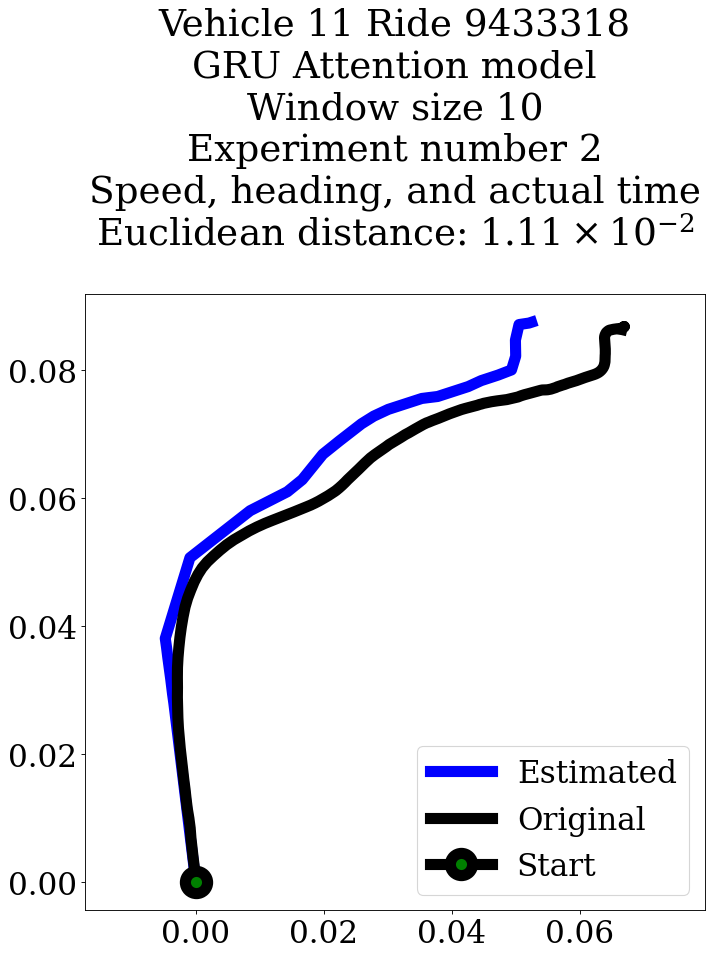 Vehicle 11 Ride 9433318
GRU Attention model
Window size 10
Experiment number 2
Speed, heading, and actual time
Euclidean distance: 1.11 × 10⁻²
0.08
0.06
0.04
0.02
0.00
0.00 0.02 0.04 0.06
Estimated
Original
Start